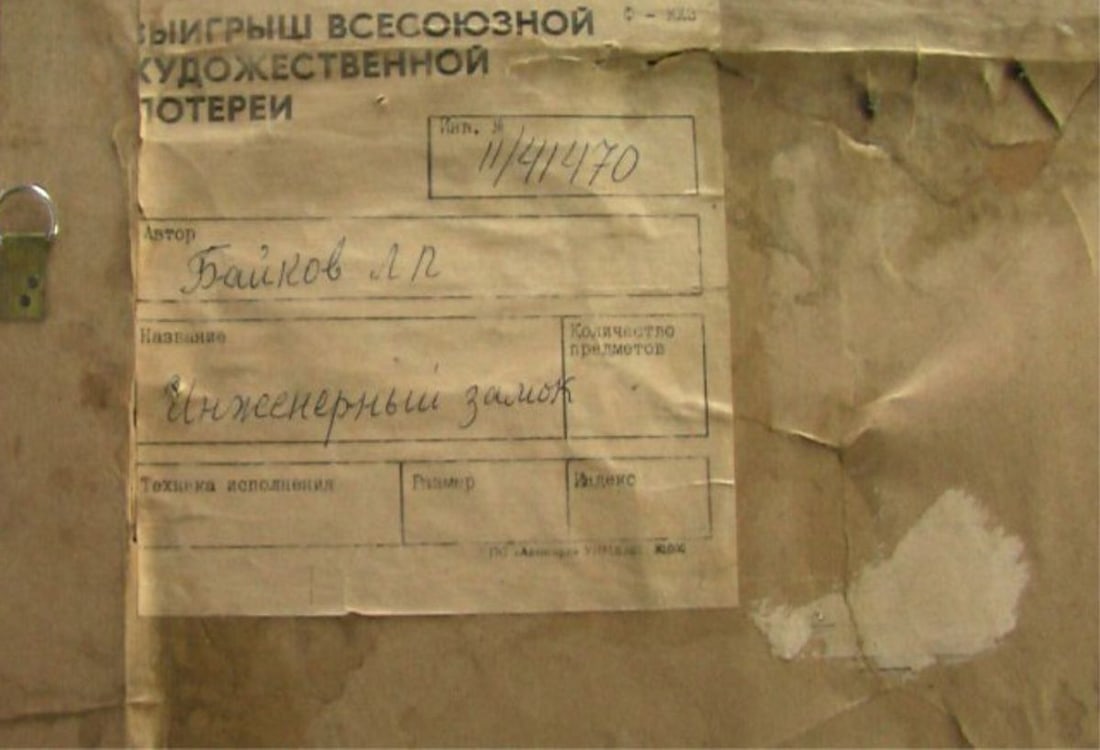 ВЫИГРЫШ ВСЕСОЮЗНОЙ
ХУДОЖЕСТВЕННОЙ
ЛОТЕРЕИ
Инв. №
11/41470
Автор
Байков Л П
Название
Количество
предметов
Инженерный замок
Техника исполнения
Размер
Индекс